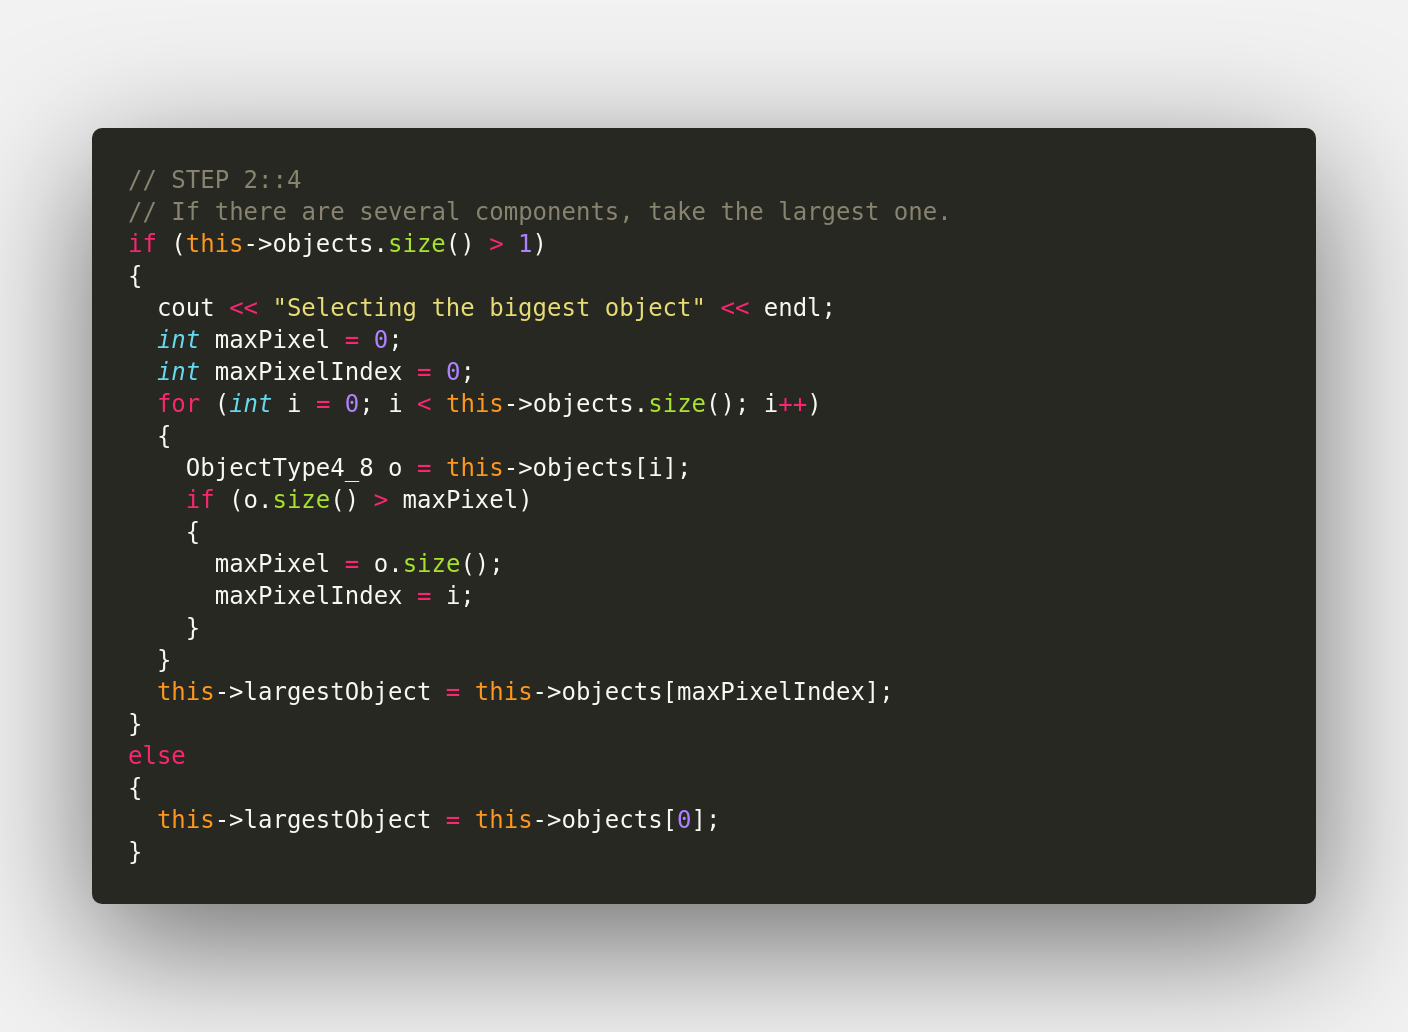 // STEP 2::4
// If there are several components, take the largest one.
if (this->objects.size() > 1)
{
  cout << "Selecting the biggest object" << endl;
  int maxPixel = 0;
  int maxPixelIndex = 0;
  for (int i = 0; i < this->objects.size(); i++)
  {
    ObjectType4_8 o = this->objects[i];
    if (o.size() > maxPixel)
    {
      maxPixel = o.size();
      maxPixelIndex = i;
    }
  }
  this->largestObject = this->objects[maxPixelIndex];
}
else
{
  this->largestObject = this->objects[0];
}